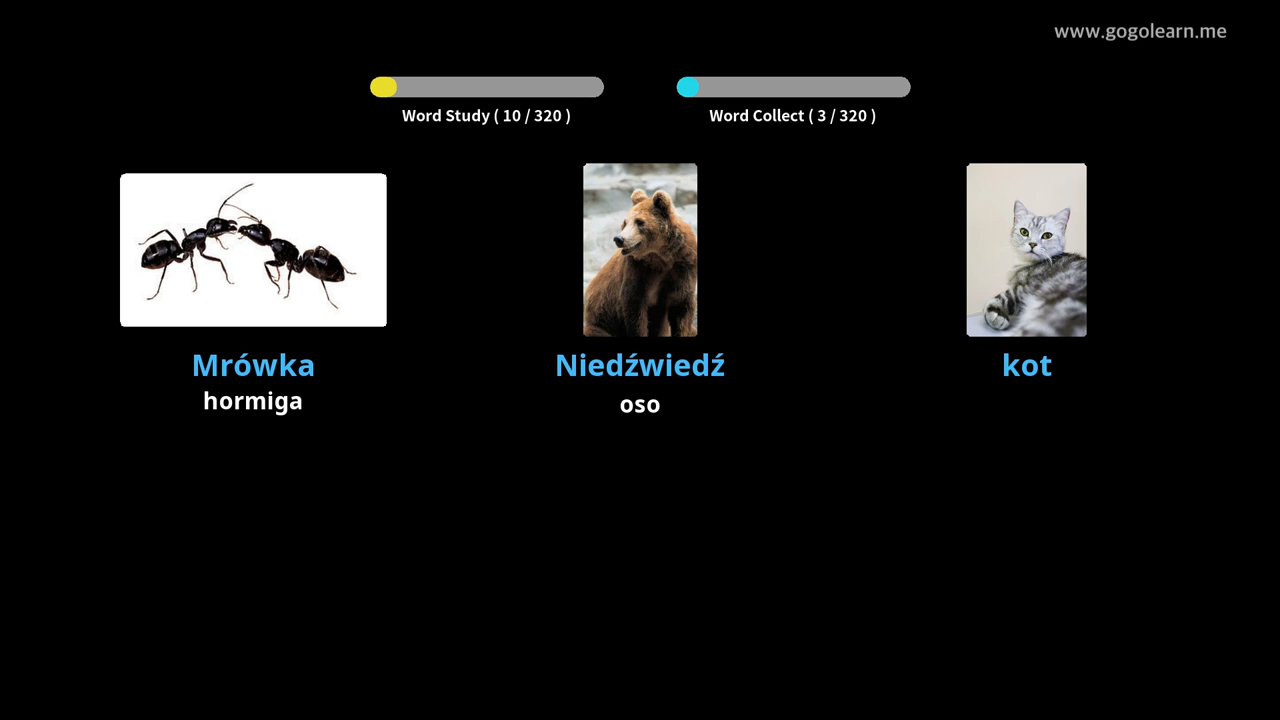 www.gogolearn.me
Word Study ( 10 / 320 )
Word Collect ( 3 / 320 )
Mrówka
hormiga
Niedźwiedź
oso
kot